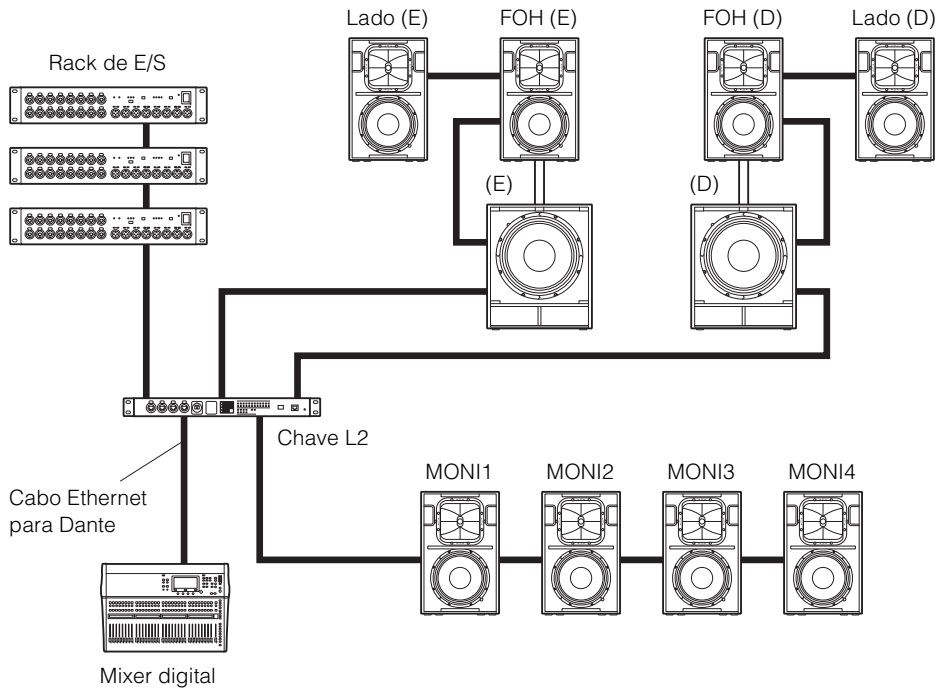 Lado (E)
FOH (E)
FOH (D)
Lado (D)
Rack de E/S
(E)
(D)
Chave L2
Cabo Ethernet
para Dante
MONI1
MONI2
MONI3
MONI4
Mixer digital